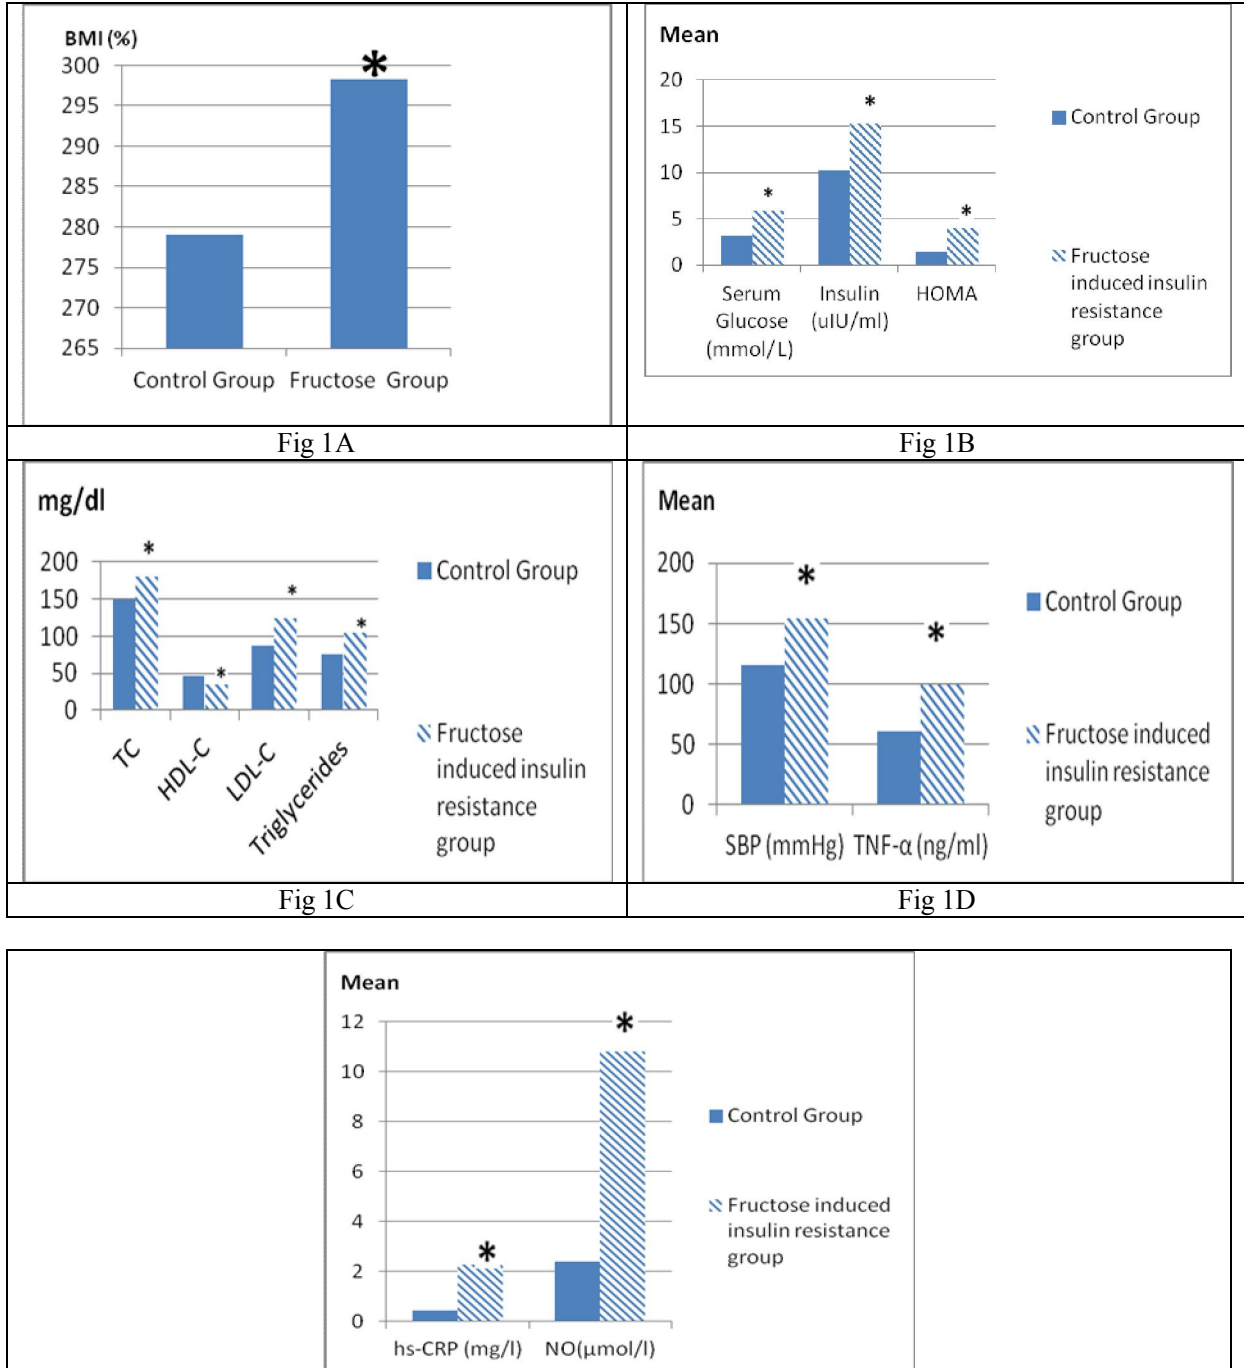 BMI (%)
300
295
290
285
280
275
270
265
*
Control Group Fructose Group
Fig 1A
Mean
20
15
10
5
0
* * *
Serum
Glucose
(mmol/L)
Insulin
(uIU/ml)
HOMA
Control Group
Fructose
induced insulin
resistance
group
Fig 1B
mg/dl
200
150
100
50
0
* * * *
TC
HDL-C
LDL-C
Triglycerides
Control Group
Fructose
induced insulin
resistance
group
Fig 1C
Mean
200
150
100
50
0
* *
SBP (mmHg) TNF-α (ng/ml)
Control Group
Fructose induced
insulin resistance
group
Fig 1D
Mean
12
10
8
6
4
2
0
* *
hs-CRP (mg/l) NO(µmol/l)
Control Group
Fructose induced
insulin resistance
group